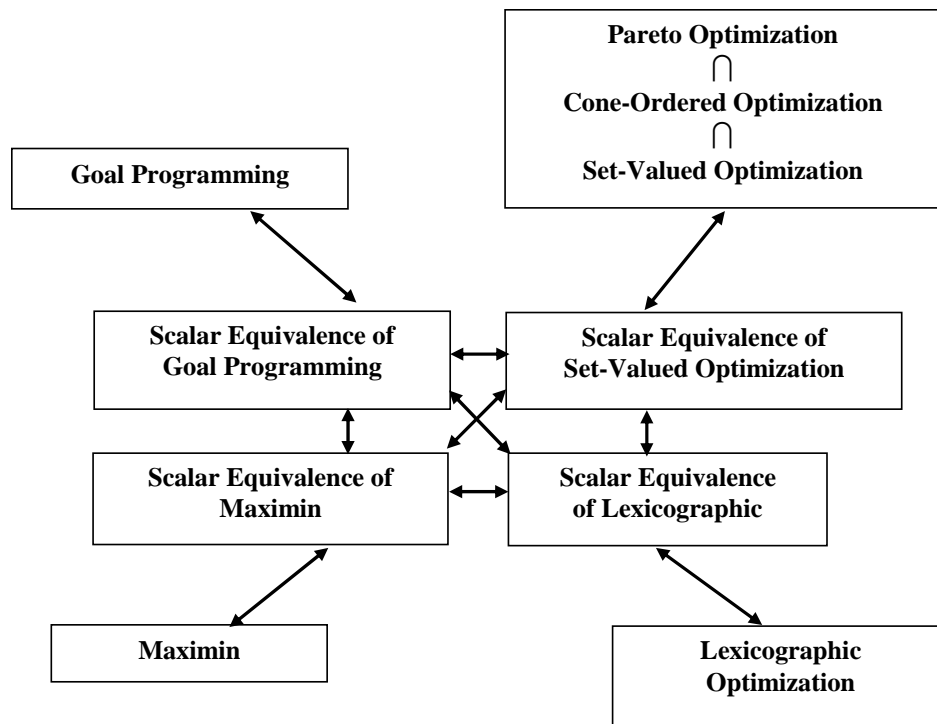 Pareto Optimization
∩
Cone-Ordered Optimization
∩
Set-Valued Optimization
Goal Programming
Scalar Equivalence of
Goal Programming
Scalar Equivalence of
Set-Valued Optimization
Scalar Equivalence of
Maximin
Scalar Equivalence
of Lexicographic
Maximin
Lexicographic
Optimization